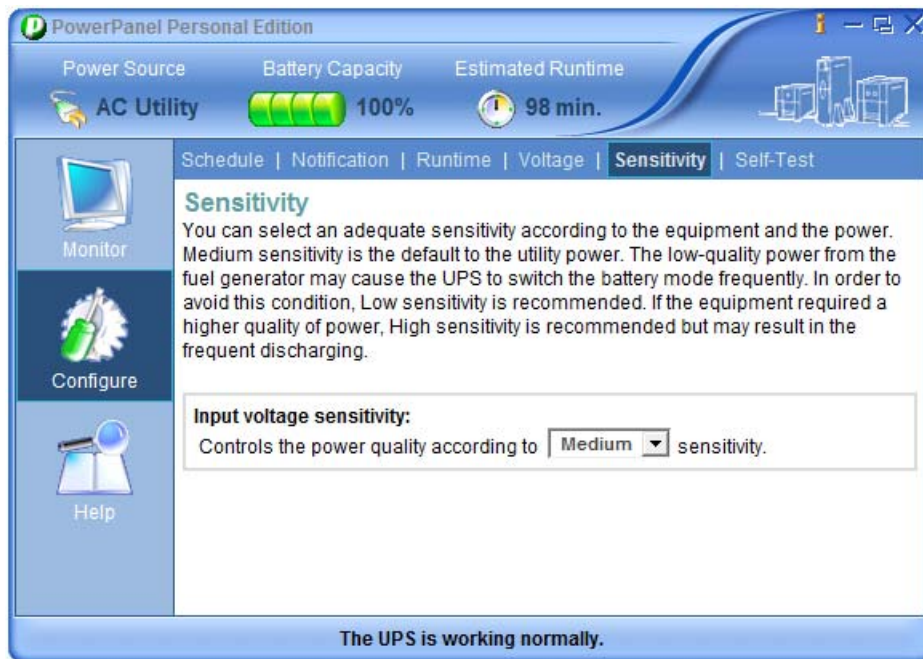 PowerPanel Personal Edition
Power Source
Battery Capacity
Estimated Runtime
AC Utility
100%
98 min.
Schedule | Notification | Runtime | Voltage | Sensitivity | Self-Test
Monitor
Configure
Help
Sensitivity
You can select an adequate sensitivity according to the equipment and the power.
Medium sensitivity is the default to the utility power. The low-quality power from the
fuel generator may cause the UPS to switch the battery mode frequently. In order to
avoid this condition, Low sensitivity is recommended. If the equipment required a
higher quality of power, High sensitivity is recommended but may result in the
frequent discharging.
Input voltage sensitivity:
Controls the power quality according to Medium sensitivity.
The UPS is working normally.